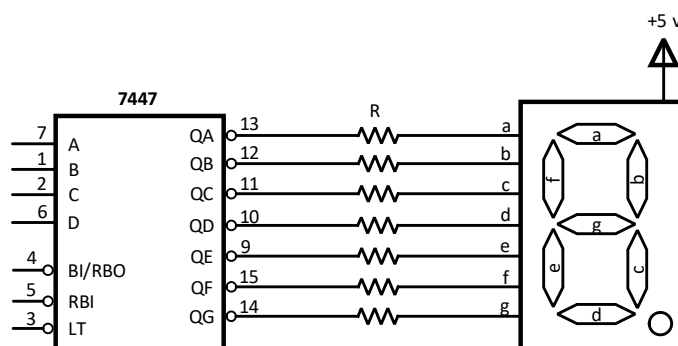 +5 v
7447
R
7 A QA 13 a
1 B QB 12 b
2 C QC 11 c
6 D QD 10 d
QE 9 e
4 BI/RBO
QF 15 f
5 RBI
QG 14 g
3 LT
a
f b
g
e c
d